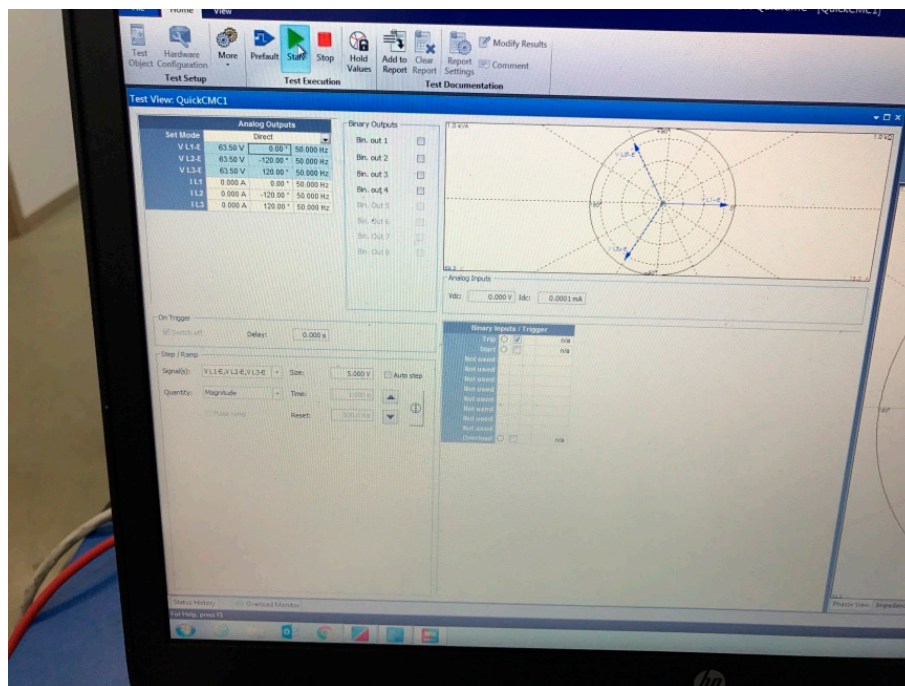 Home View
QuickCMC [QuickCMC1]
Test Object
Hardware Configuration
More
Prefault
Start
Stop
Hold Values
Add to Report
Clear Report
Report Settings
Modify Results
Comment
Test Setup
Test Execution
Test Documentation
Test View: QuickCMC1
Analog Outputs
Set Mode Direct
V L1-E 63.50 V 0.00 ° 50.000 Hz
V L2-E 63.50 V -120.00 ° 50.000 Hz
V L3-E 63.50 V 120.00 ° 50.000 Hz
I L1 0.000 A 0.00 ° 50.000 Hz
I L2 0.000 A -120.00 ° 50.000 Hz
I L3 0.000 A 120.00 ° 50.000 Hz
Binary Outputs
Bin. out 1
Bin. out 2
Bin. out 3
Bin. out 4
Bin. Out 5
Bin. Out 6
Bin. Out 7
Bin. Out 8
V L1-E
Analog Inputs
Vdc: 0.000 V Idc: 0.0001 mA
On Trigger
Switch off Delay: 0.000 s
Step / Ramp
Signal(s): V L1-E,V L2-E,V L3-E Size: 5.000 V Auto step
Quantity: Magnitude Time: 1.000 s
Pulse ramp Reset: 500.0 ms
Binary Inputs / Trigger
Trip n/a
Start n/a
Not used
Not used
Not used
Not used
Not used
Not used
Not used
Not used
Overload n/a
Status History Overload Monitor
Phasor View
For Help, press F1
hp